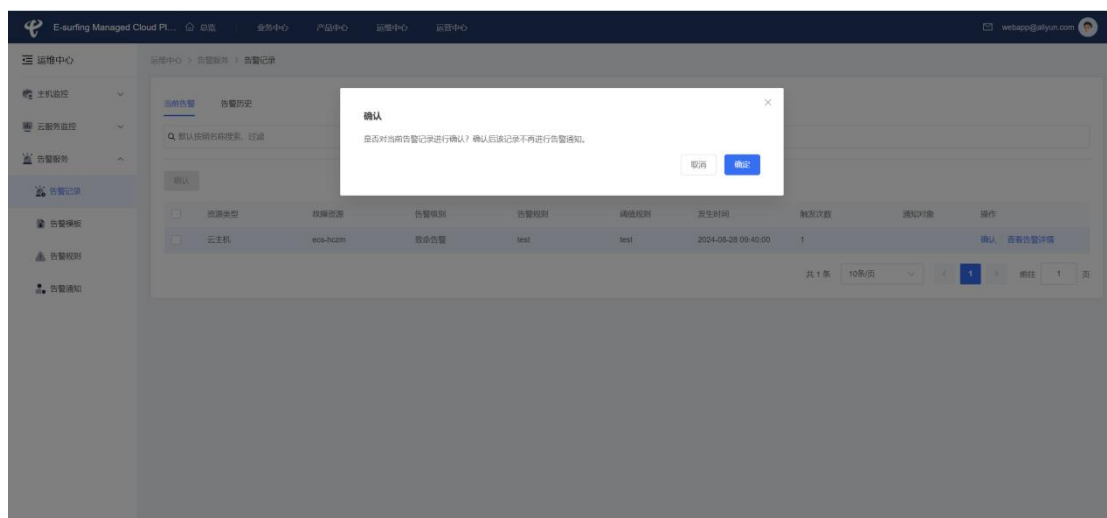 E-surfing Managed Cloud Pl... 总览 业务中心 产品中心 运维中心 运营中心 webapp@aliyun.com
运维中心
运维中心 > 告警服务 > 告警记录
主机监控
云服务监控
告警服务
告警记录
告警模板
告警规则
告警通知
当前告警 告警历史
默认按照名称搜索、过滤
确认
确认
是否对当前告警记录进行确认？确认后该记录不再进行告警通知。
取消 确定
资源类型 故障资源 告警级别 告警规则 阈值规则 发生时间 触发次数 通知对象 操作
云主机 ecs-hczm 致命告警 test test 2024-08-28 09:40:00 1 确认 查看告警详情
共 1 条 10条/页 1 前往 1 页